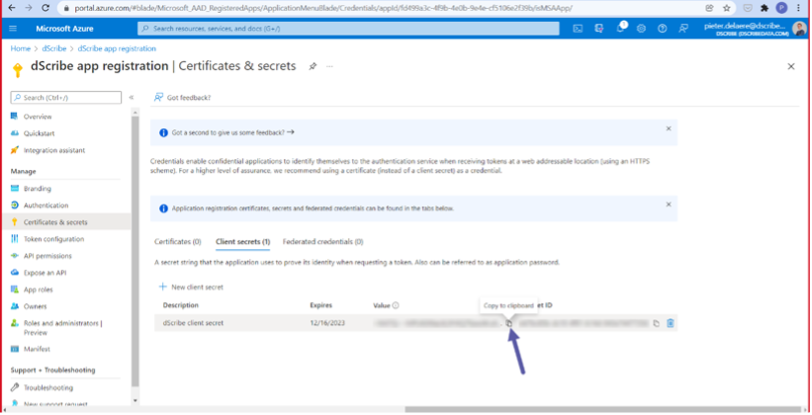 portal.azure.com/#blade/Microsoft_AAD_RegisteredApps/ApplicationMenuBlade/Credentials/appId/fd499a3c-4f9b-4e0b-9e4e-cf5106e2f39b/isMSAApp/
Microsoft Azure
Search resources, services, and docs (G+/)
1
P
pieter.delaere@dscribe...
DSCRIBE (DSCRIBEDATA.COM)
Home > dScribe > dScribe app registration
dScribe app registration | Certificates & secrets
Search (Ctrl+/)
Got feedback?
Overview
Quickstart
Integration assistant
Manage
Branding
Authentication
Certificates & secrets
Token configuration
API permissions
Expose an API
App roles
Owners
Roles and administrators |
Preview
Manifest
Support + Troubleshooting
Troubleshooting
New support request
Got a second to give us some feedback?
Credentials enable confidential applications to identify themselves to the authentication service when receiving tokens at a web addressable location (using an HTTPS
scheme). For a higher level of assurance, we recommend using a certificate (instead of a client secret) as a credential.
Application registration certificates, secrets and federated credentials can be found in the tabs below.
Certificates (0) Client secrets (1) Federated credentials (0)
A secret string that the application uses to prove its identity when requesting a token. Also can be referred to as application password.
New client secret
Description Expires Value Copy to clipboard et ID
dScribe client secret 12/16/2023